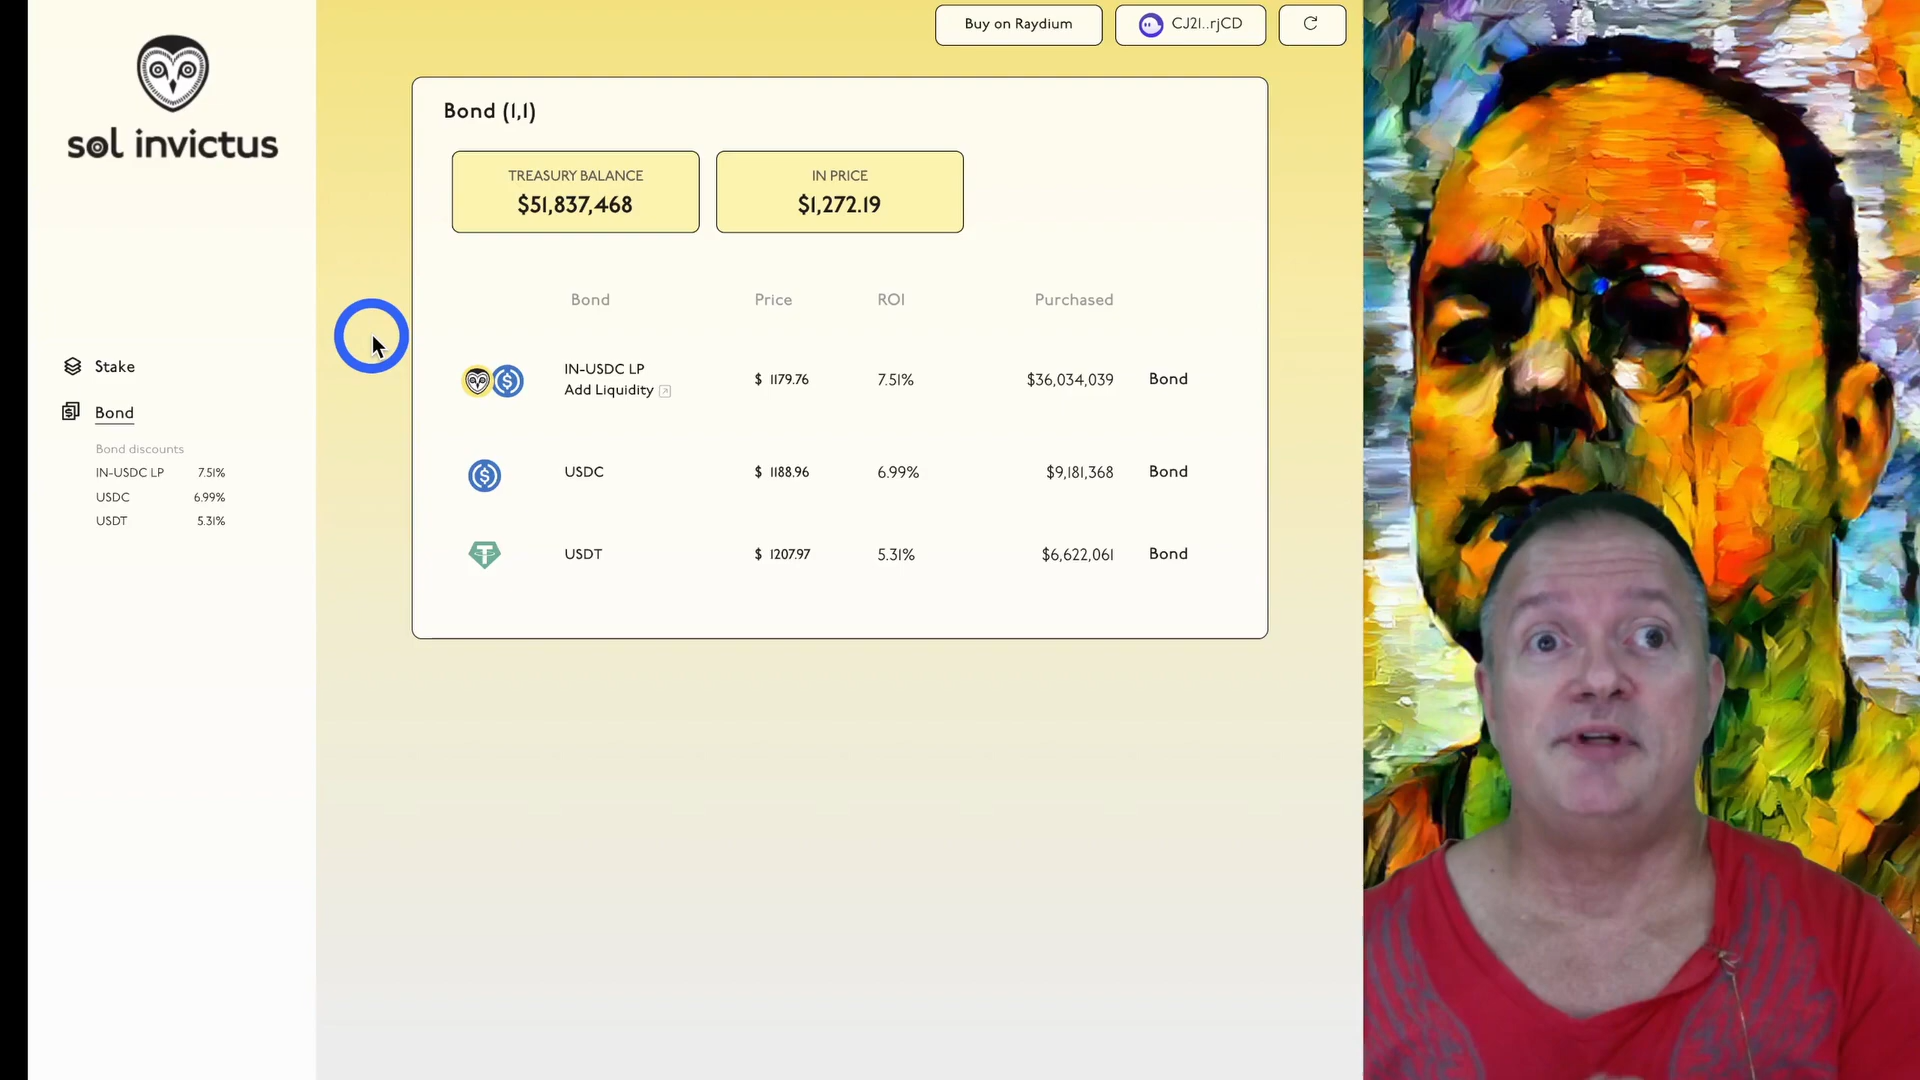 Buy on Raydium
CJ2l..rjCD
sol invictus
Bond (1,1)
TREASURY BALANCE
$51,837,468
IN PRICE
$1,272.19
Bond Price ROI Purchased
IN-USDC LP
Add Liquidity
$ 1179.76 7.51% $36,034,039 Bond
USDC $ 1188.96 6.99% $9,181,368 Bond
USDT $ 1207.97 5.31% $6,622,061 Bond
Stake
Bond
Bond discounts
IN-USDC LP 7.51%
USDC 6.99%
USDT 5.31%